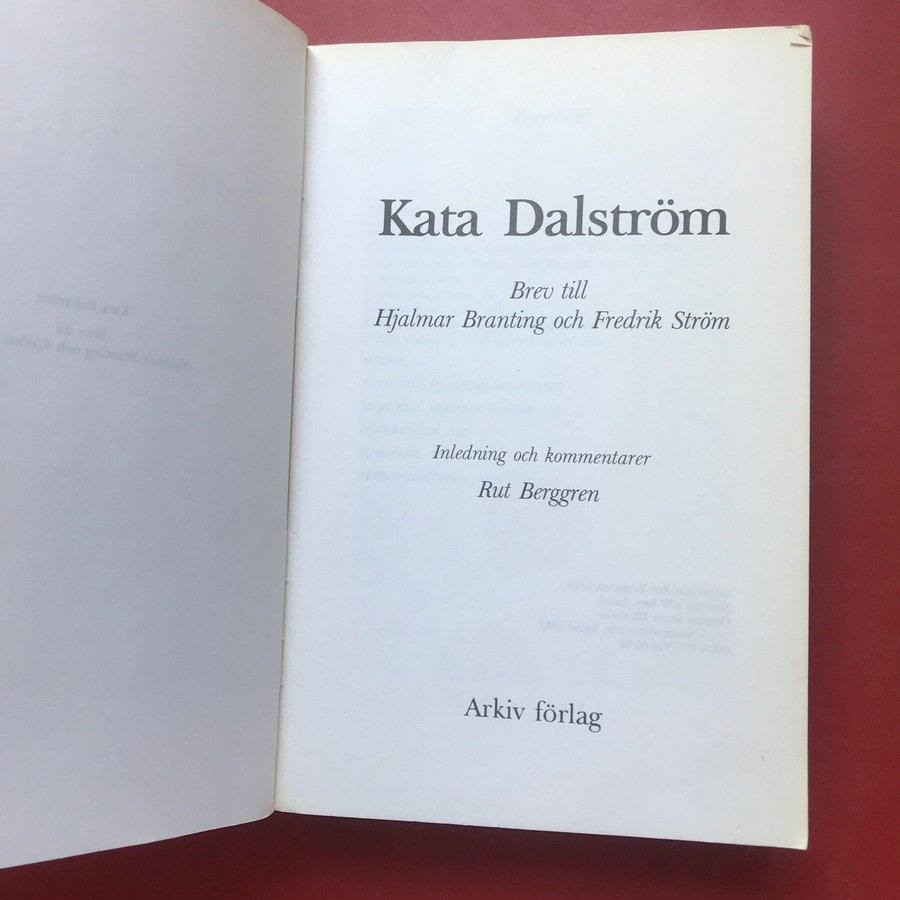 Kata Dalström
Brev till
Hjalmar Branting och Fredrik Ström
Inledning och kommentarer
Rut Berggren
Arkiv förlag